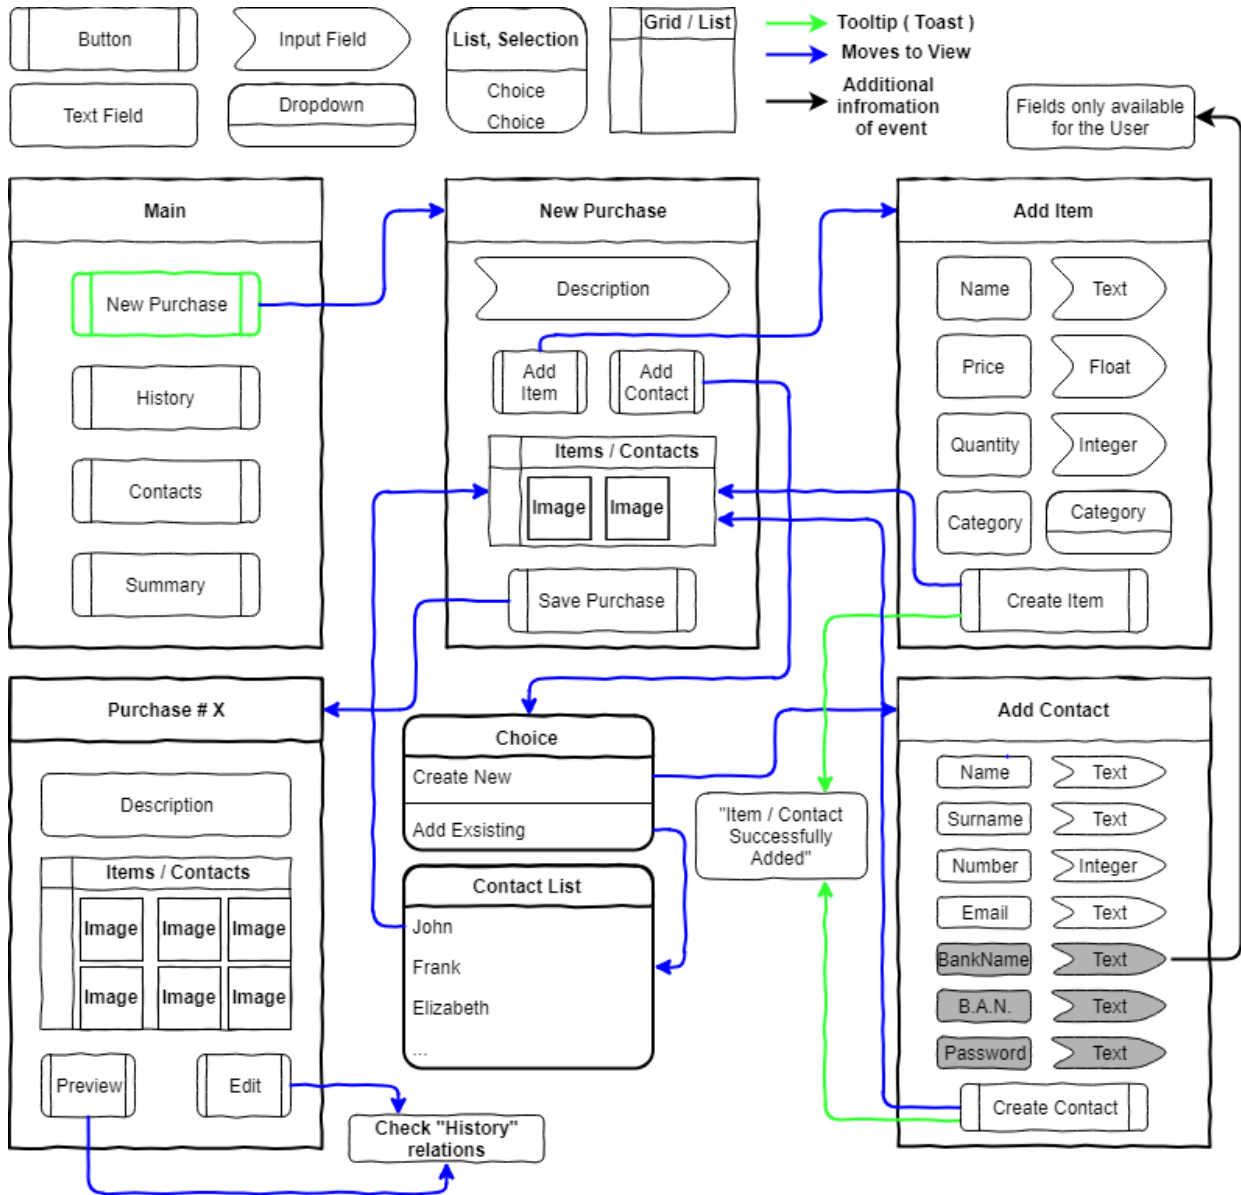 Button
Input Field
List, Selection
Choice
Choice
Grid / List
Tooltip ( Toast )
Moves to View
Additional
infromation
of event
Text Field
Dropdown
Fields only available
for the User
Main
New Purchase
History
Contacts
Summary
New Purchase
Description
Add
Item
Add
Contact
Items / Contacts
Image
Image
Save Purchase
Add Item
Name
Text
Price
Float
Quantity
Integer
Category
Category
Create Item
Purchase # X
Description
Items / Contacts
Image
Image
Image
Image
Image
Image
Preview
Edit
Choice
Create New
Add Exsisting
Contact List
John
Frank
Elizabeth
...
Check "History"
relations
"Item / Contact
Successfully
Added"
Add Contact
Name
Text
Surname
Text
Number
Integer
Email
Text
BankName
Text
B.A.N.
Text
Password
Text
Create Contact